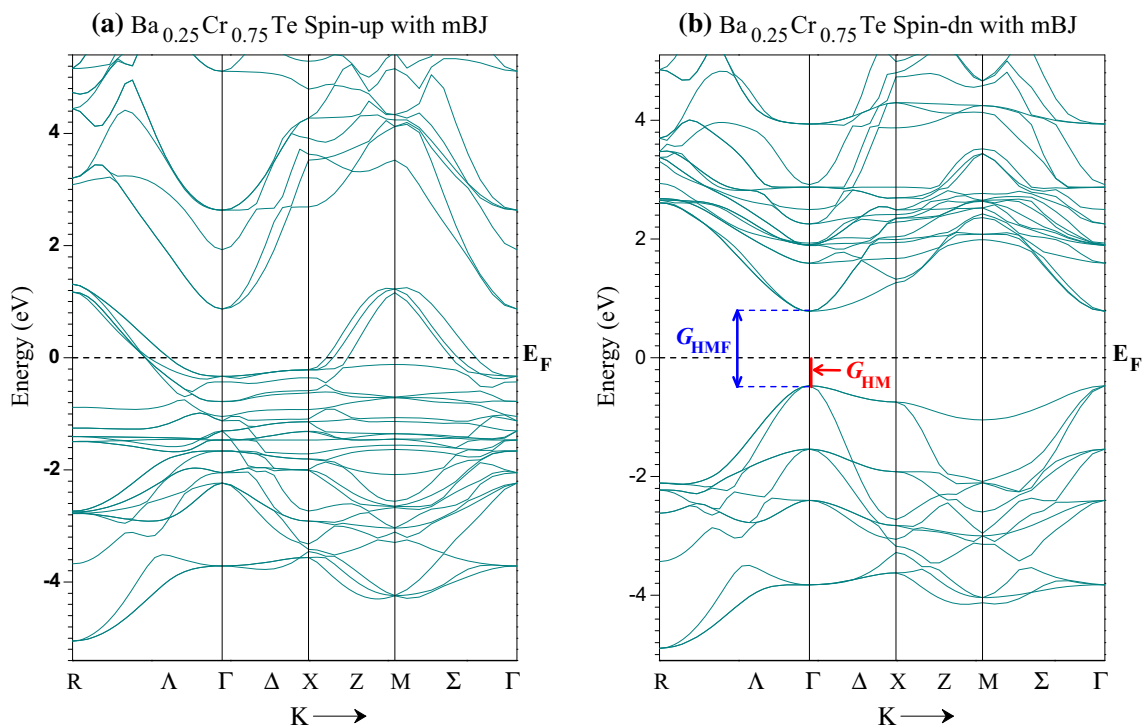 (a) Ba0.25Cr0.75Te Spin-up with mBJ
4
2
0
-2
-4
Energy (eV)
EF
R Λ Γ Δ X Z M Σ Γ
K
(b) Ba0.25Cr0.75Te Spin-dn with mBJ
4
2
0
-2
-4
Energy (eV)
GHMF
GHM
EF
R Λ Γ Δ X Z M Σ Γ
K